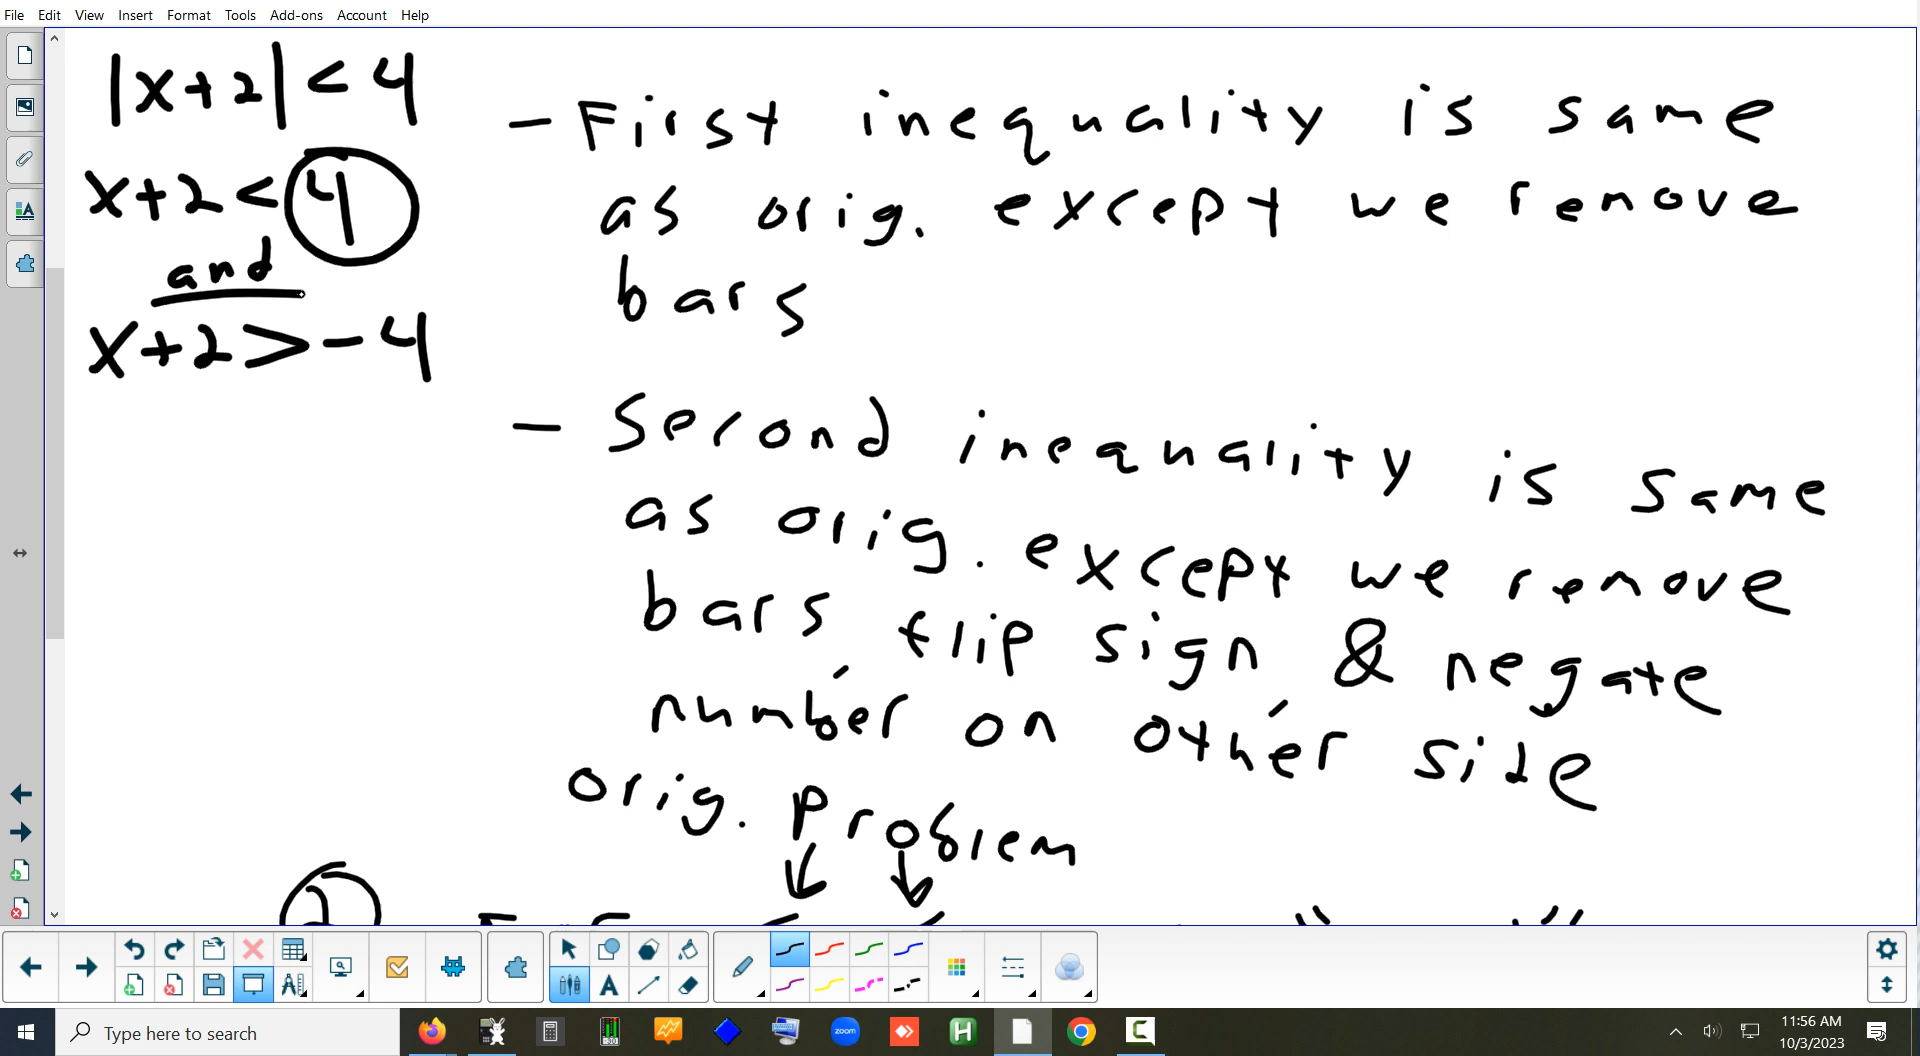 File Edit View Insert Format Tools Add-ons Account Help
|x+2| < 4
x+2 < 4
and
x+2 > -4
- First inequality is same
as orig. except we remove
bars
- Second inequality is same
as orig. except we remove
bars flip sign & negate
number on other side
orig. problem
2
Type here to search
zoom
11:56 AM
10/3/2023